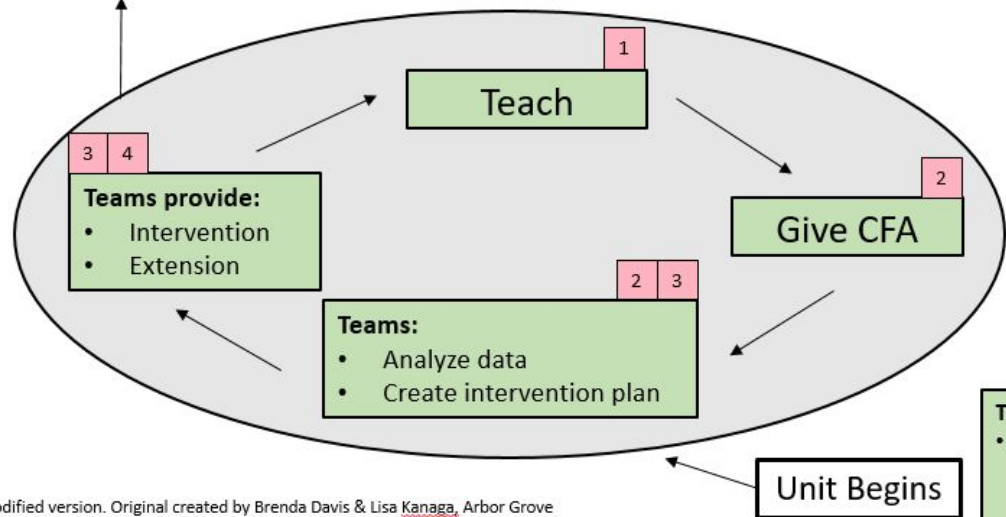 1
Teach
2
Give CFA
2 3
Teams:
• Analyze data
• Create intervention plan
3 4
Teams provide:
• Intervention
• Extension
Unit Begins
version. Original created by Brenda Davis & Lisa Kanaga, Arbor Grove